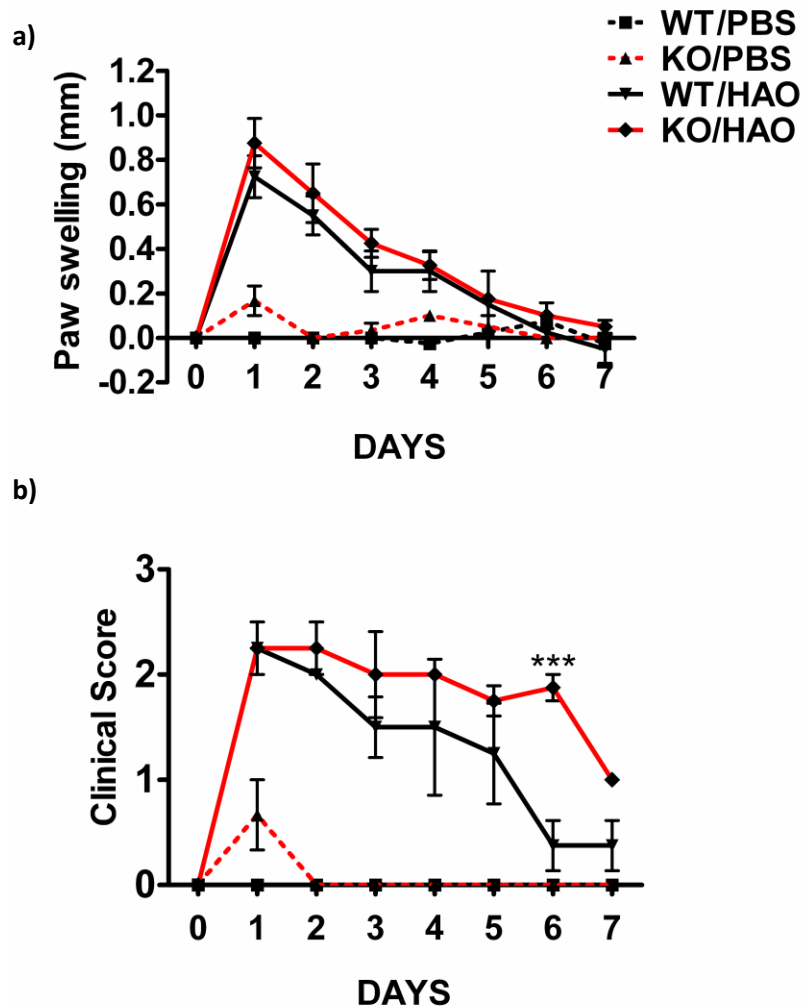 a)
WT/PBS
KO/PBS
WT/HAO
KO/HAO
Paw swelling (mm)
1.2
1.0
0.8
0.6
0.4
0.2
0.0
-0.2
0 1 2 3 4 5 6 7
DAYS
b)
Clinical Score
3
2
1
0
***
0 1 2 3 4 5 6 7
DAYS